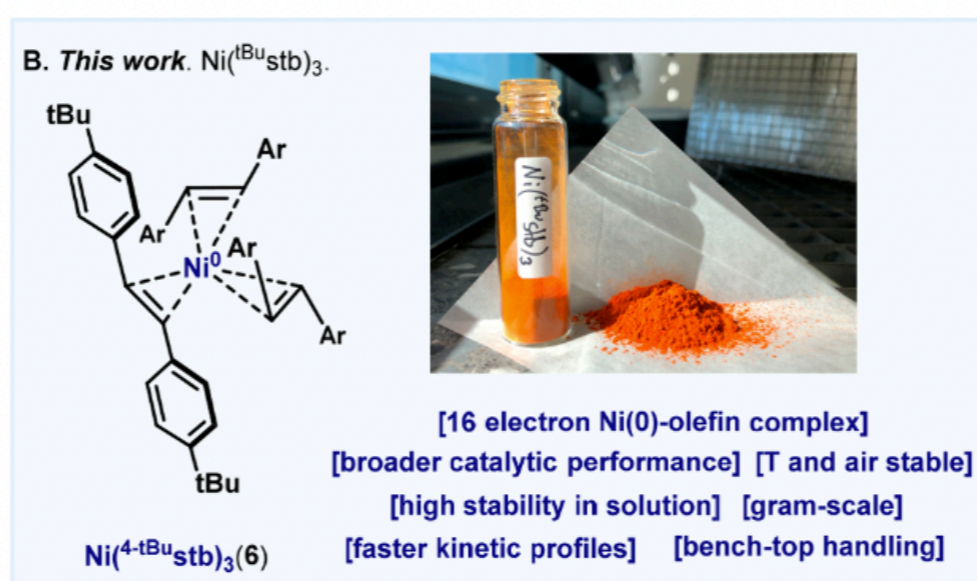 B. This work. Ni(ᵗᴮᵘstb)₃.
tBu
Ar
Ar
Ar
Ni⁰
Ar
tBu
Ni(⁴⁻ᵗᴮᵘstb)₃(6)
Ni(ᵗᴮᵘstb)₃
[16 electron Ni(0)-olefin complex]
[broader catalytic performance] [T and air stable]
[high stability in solution] [gram-scale]
[faster kinetic profiles] [bench-top handling]